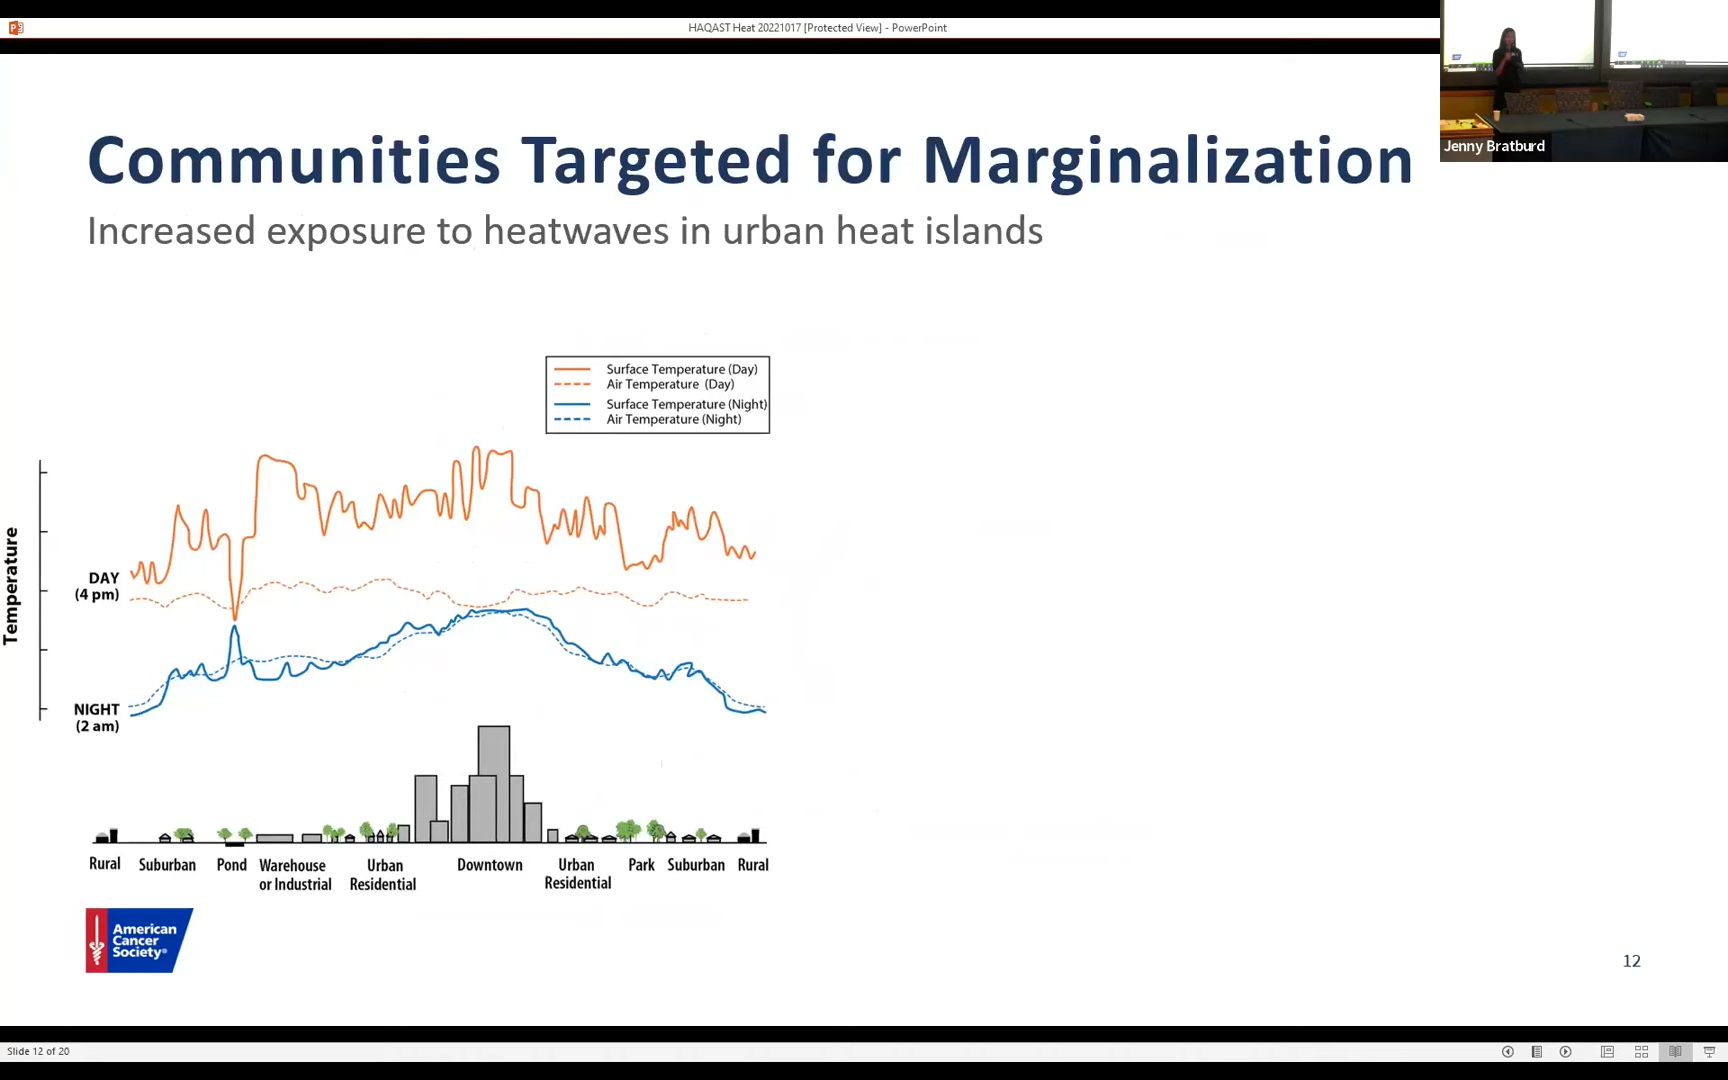 HAQAST Heat 20221017 [Protected View] - PowerPoint
Jenny Bratburd
Communities Targeted for Marginalization
Increased exposure to heatwaves in urban heat islands
Surface Temperature (Day)
Air Temperature (Day)
Surface Temperature (Night)
Air Temperature (Night)
Temperature
DAY
(4 pm)
NIGHT
(2 am)
Rural
Suburban
Pond
Warehouse
or Industrial
Urban
Residential
Downtown
Urban
Residential
Park
Suburban
Rural
American
Cancer
Society®
12
Slide 12 of 20